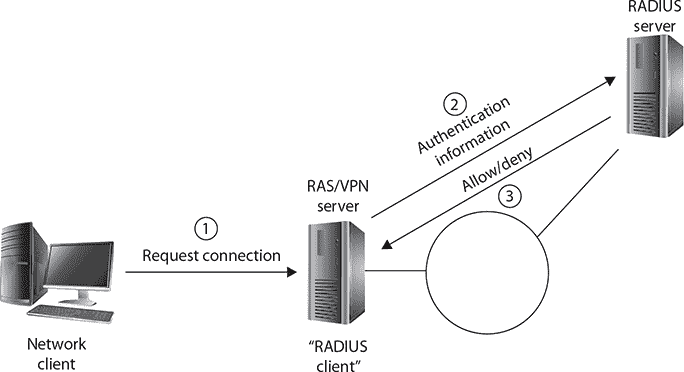 RADIUS
server
2
Authentication
information
Allow/deny
3
RAS/VPN
server
1
Request connection
Network
client
“RADIUS
client”